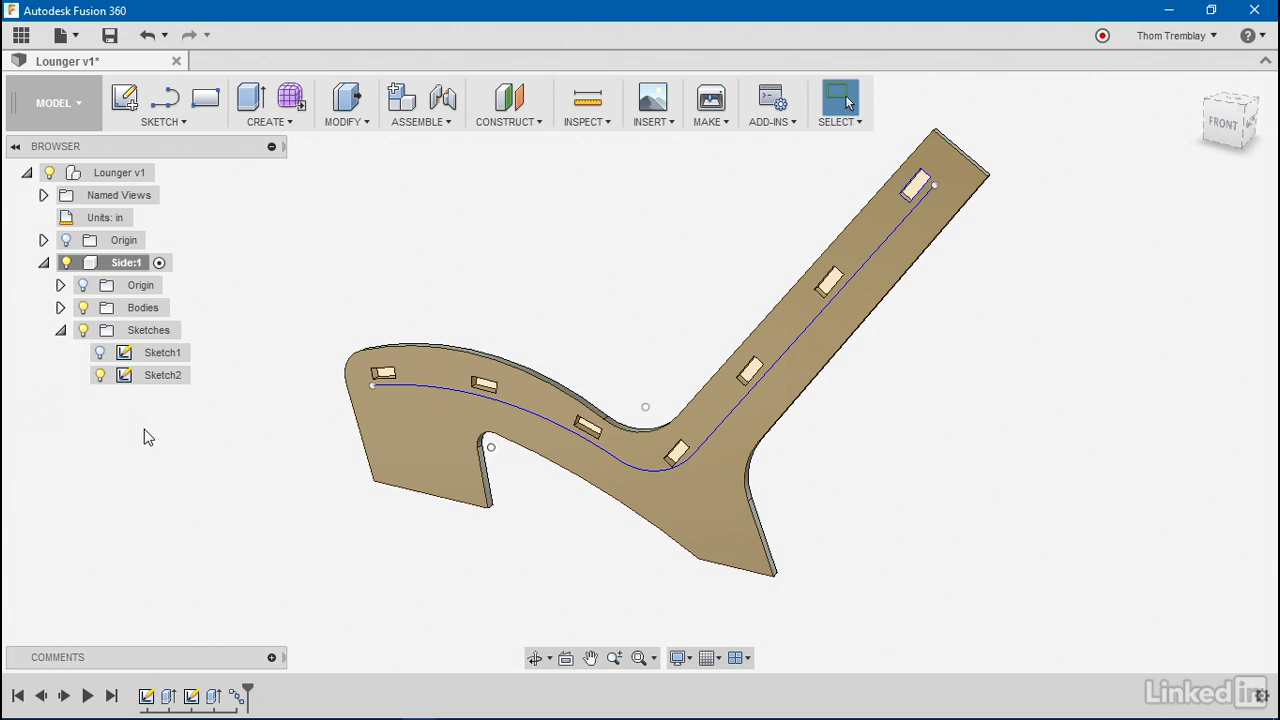 Autodesk Fusion 360
Thom Tremblay
Lounger v1*
MODEL
SKETCH
CREATE
MODIFY
ASSEMBLE
CONSTRUCT
INSPECT
INSERT
MAKE
ADD-INS
SELECT
FRONT
BROWSER
Lounger v1
Named Views
Units: in
Origin
Side:1
Origin
Bodies
Sketches
Sketch1
Sketch2
COMMENTS
Linked in